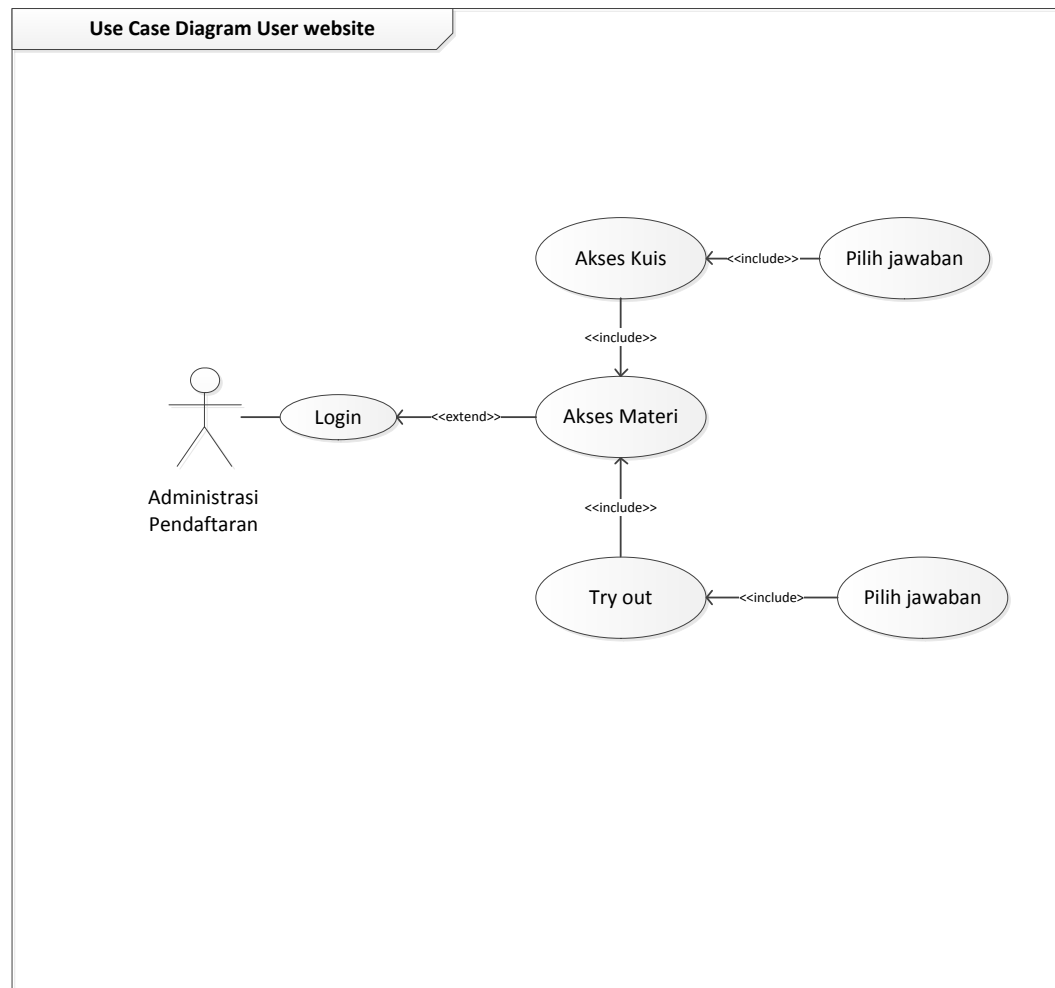 Use Case Diagram User website
Akses Kuis
<<include>>
Pilih jawaban
<<include>>
Login
<<extend>>
Akses Materi
Administrasi
Pendaftaran
<<include>>
Try out
<<include>
Pilih jawaban